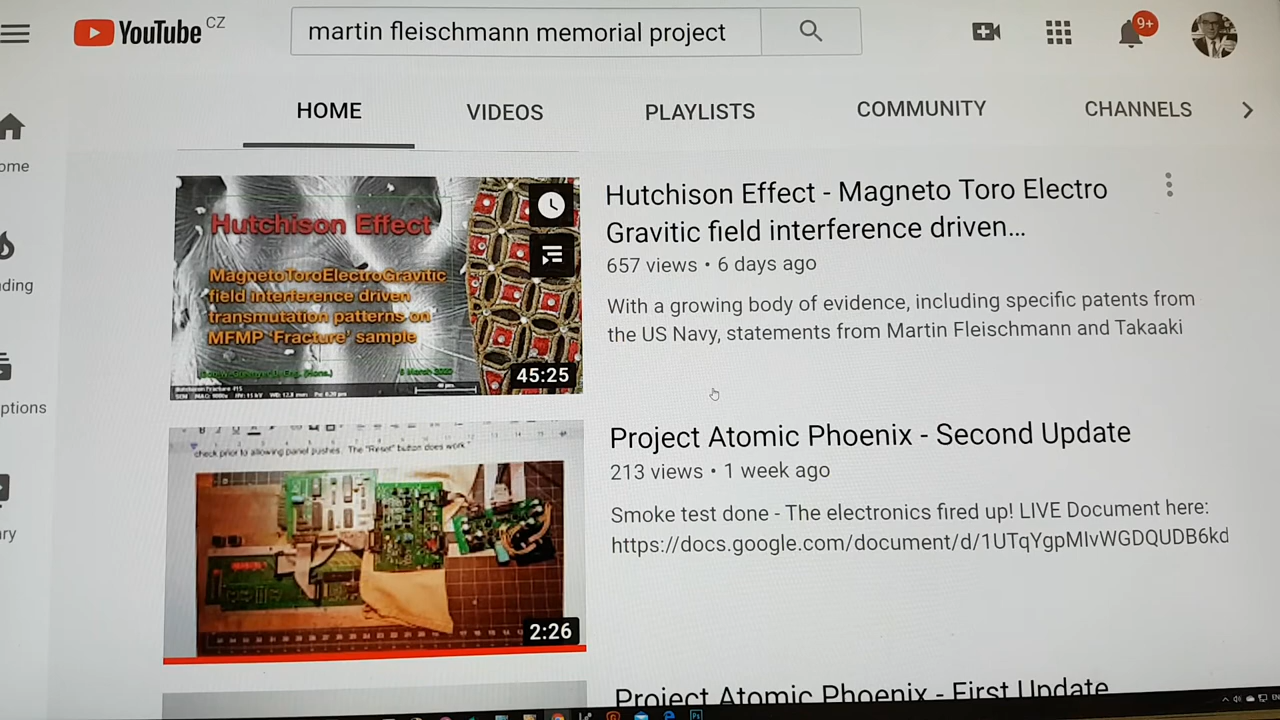 YouTube CZ
martin fleischmann memorial project
9+
HOME
VIDEOS
PLAYLISTS
COMMUNITY
CHANNELS
ome
ding
ptions
ry
Hutchison Effect
MagnetoToroElectroGravitic
field interference driven
transmutation patterns on
MFMP 'Fracture' sample
45:25
Hutchison Effect - Magneto Toro Electro
Gravitic field interference driven...
657 views • 6 days ago
With a growing body of evidence, including specific patents from
the US Navy, statements from Martin Fleischmann and Takaaki
check prior to allowing panel pushes. The "Reset" button does work
2:26
Project Atomic Phoenix - Second Update
213 views • 1 week ago
Smoke test done - The electronics fired up! LIVE Document here:
https://docs.google.com/document/d/1UTqYgpMIvWGDQUDB6kd
Project Atomic Phoenix - First Update